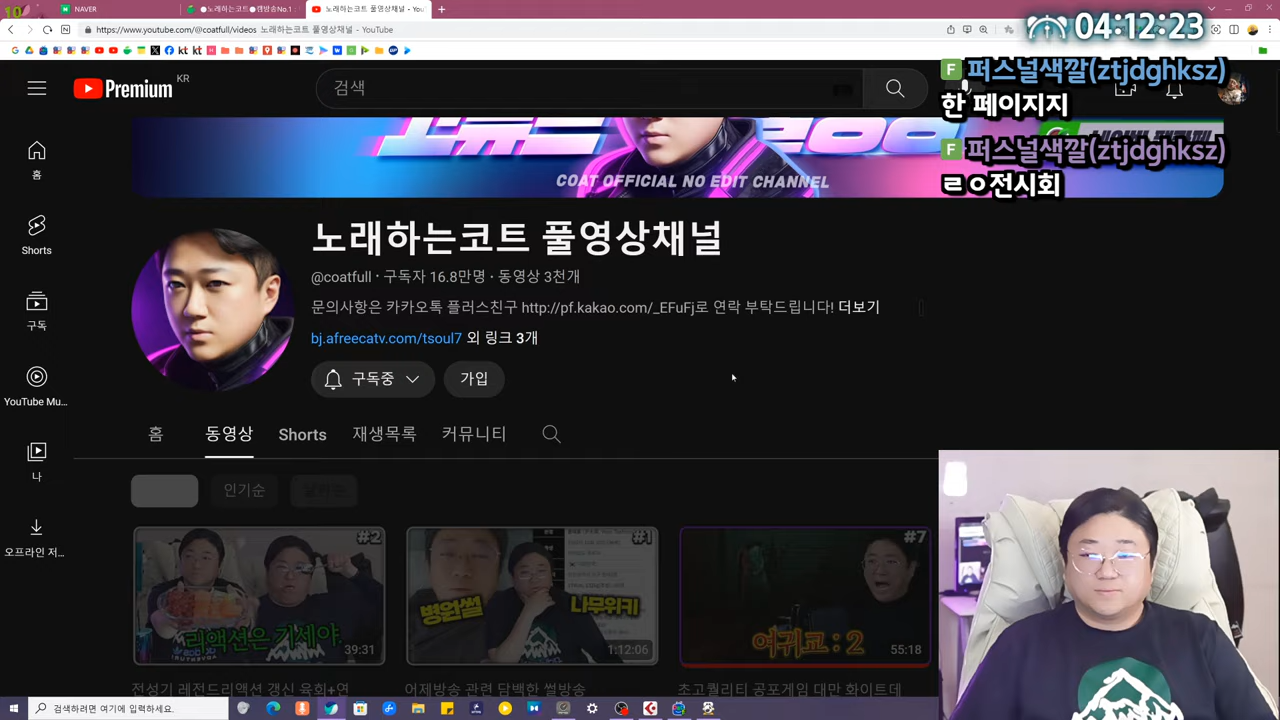 NAVER
●노래하는코트●캠방송No.1
노래하는코트 풀영상채널 - You
https://www.youtube.com/@coatfull/videos 노래하는코트 풀영상채널 - YouTube
04:12:23
Premium KR
검색
퍼스널색깔(ztjdghksz)
한 페이지지
퍼스널색깔(ztjdghksz)
ㄹㅇ전시회
COAT OFFICIAL NO EDIT CHANNEL
홈
Shorts
구독
YouTube Mu...
나
오프라인 저...
노래하는코트 풀영상채널
@coatfull · 구독자 16.8만명 · 동영상 3천개
문의사항은 카카오톡 플러스친구 http://pf.kakao.com/_EFuFj로 연락 부탁드립니다! 더보기
bj.afreecatv.com/tsoul7 외 링크 3개
구독중
가입
홈 동영상 Shorts 재생목록 커뮤니티
인기순
#2
리액션은 기세야
39:31
#1
병원썰
나무위키
1:12:06
#7
여귀교 : 2
55:18
전성기 레전드리액션 갱신 육회+연
어제방송 관련 담백한 썰방송
초고퀄리티 공포게임 대만 화이트데
검색하려면 여기에 입력하세요.